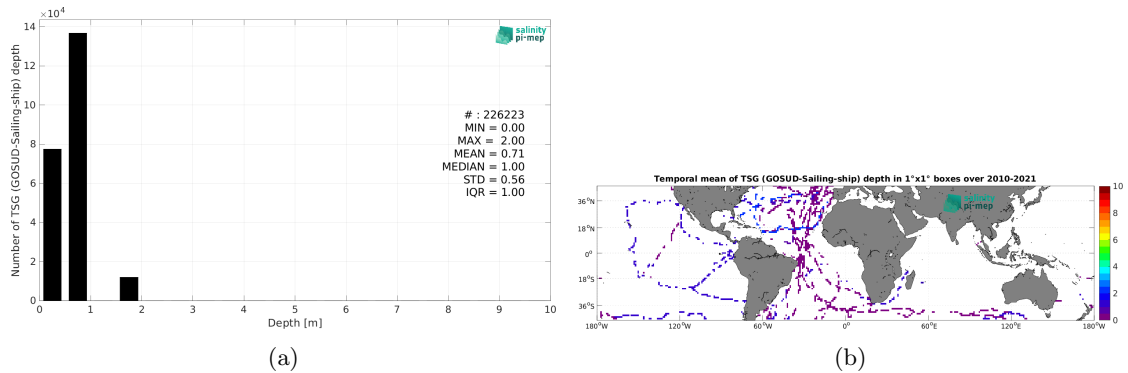 ×10⁴
14
12
10
8
6
4
2
0
0 1 2 3 4 5 6 7 8 9 10
Number of TSG (GOSUD-Sailing-ship) depth
Depth [m]
salinity
pi-mep
# : 226223
MIN = 0.00
MAX = 2.00
MEAN = 0.71
MEDIAN = 1.00
STD = 0.56
IQR = 1.00
(a)
Temporal mean of TSG (GOSUD-Sailing-ship) depth in 1°x1° boxes over 2010-2021
salinity
pi-mep
36°N
18°N
0°
18°S
36°S
180°W 120°W 60°W 0° 60°E 120°E 180°W
10
8
6
4
2
0
(b)